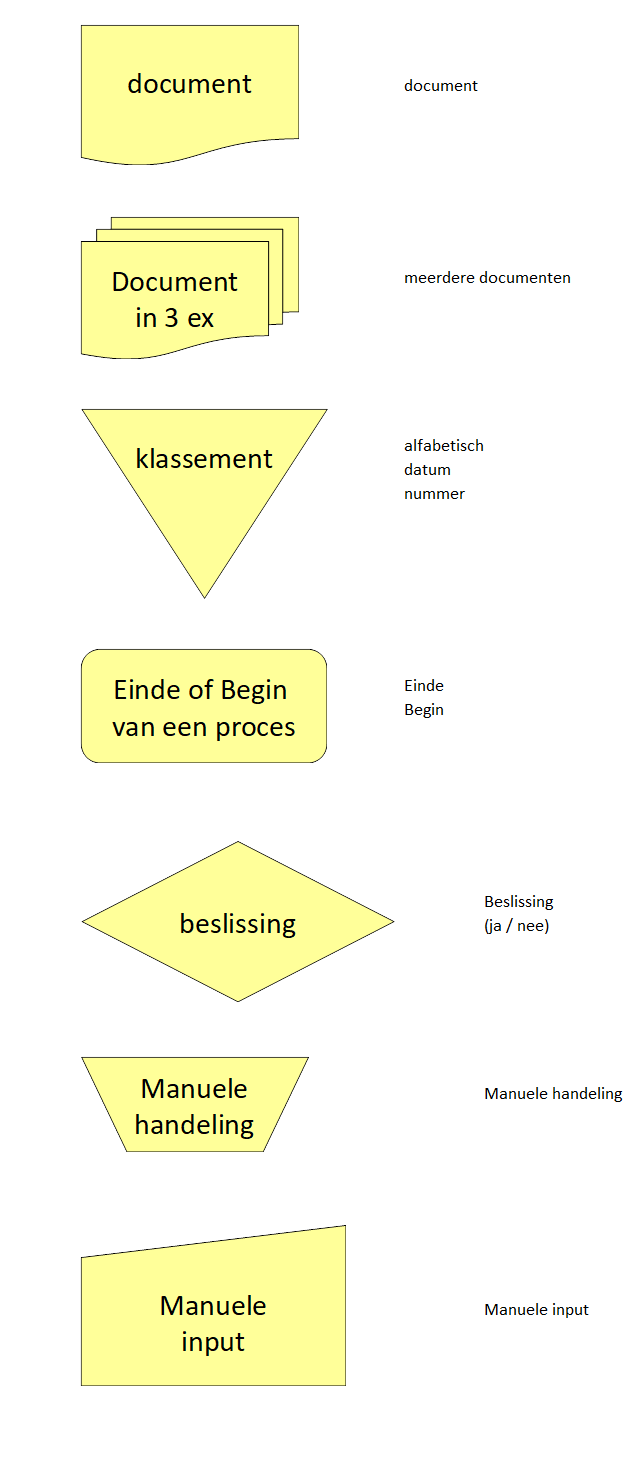 document
document
Document
in 3 ex
meerdere documenten
klassement
alfabetisch
datum
nummer
Einde of Begin
van een proces
Einde
Begin
beslissing
Beslissing
(ja / nee)
Manuele
handeling
Manuele handeling
Manuele
input
Manuele input